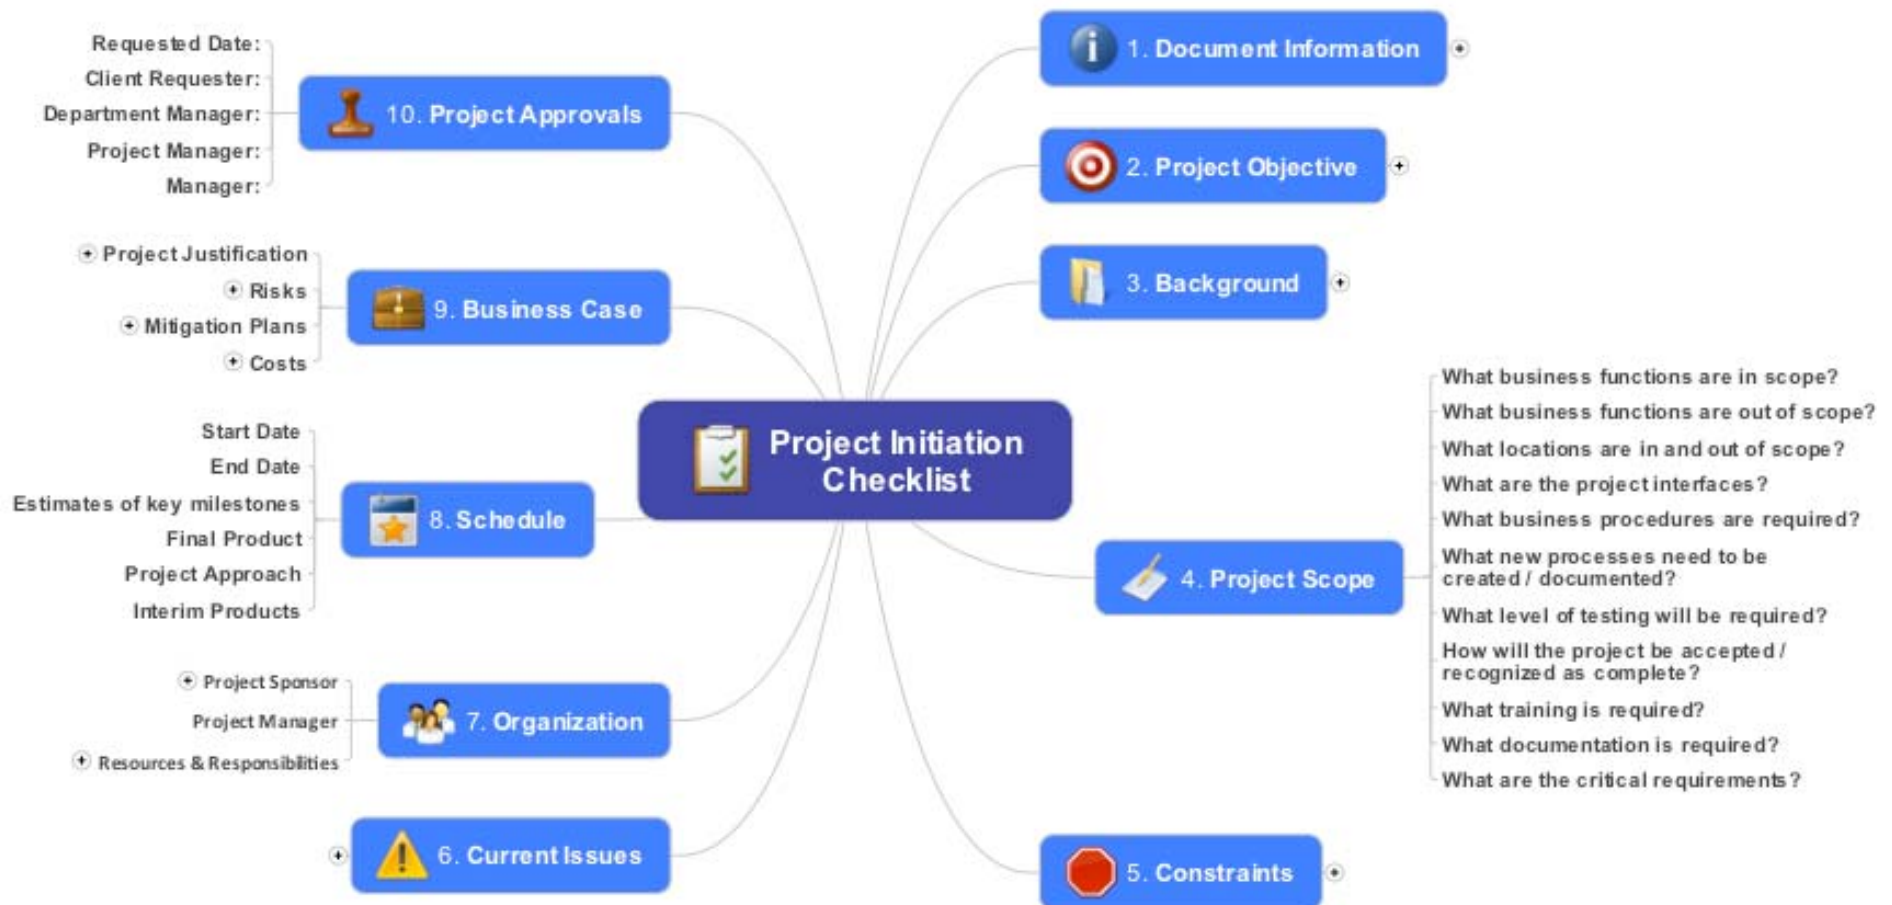 Project Initiation
Checklist
1. Document Information
2. Project Objective
3. Background
4. Project Scope
What business functions are in scope?
What business functions are out of scope?
What locations are in and out of scope?
What are the project interfaces?
What business procedures are required?
What new processes need to be
created / documented?
What level of testing will be required?
How will the project be accepted /
recognized as complete?
What training is required?
What documentation is required?
What are the critical requirements?
5. Constraints
6. Current Issues
7. Organization
Project Sponsor
Project Manager
Resources & Responsibilities
8. Schedule
Start Date
End Date
Estimates of key milestones
Final Product
Project Approach
Interim Products
9. Business Case
Project Justification
Risks
Mitigation Plans
Costs
10. Project Approvals
Requested Date:
Client Requester:
Department Manager:
Project Manager:
Manager: